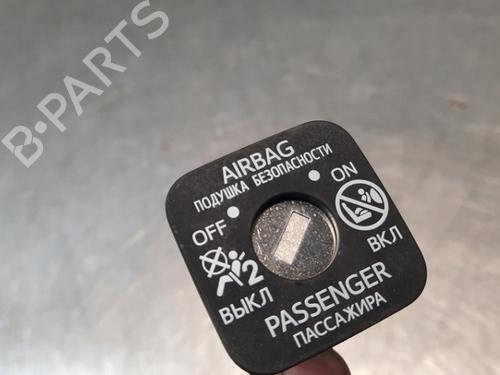 B-PARTS
AIRBAG
ПОДУШКА БЕЗОПАСНОСТИ
OFF
ON
2
ВЫКЛ
ВКЛ
PASSENGER
ПАССАЖИРА